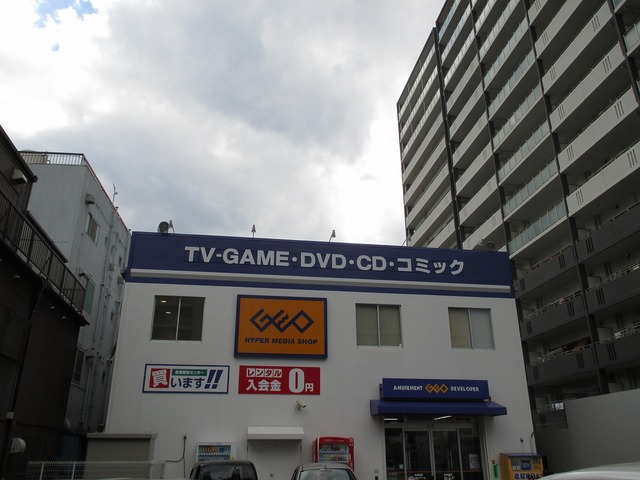 TV-GAME・DVD・CD・コミック
GEO
HYPER MEDIA SHOP
買います!!
レンタル
入会金0円
AMUSEMENT GEO DEVELOPER